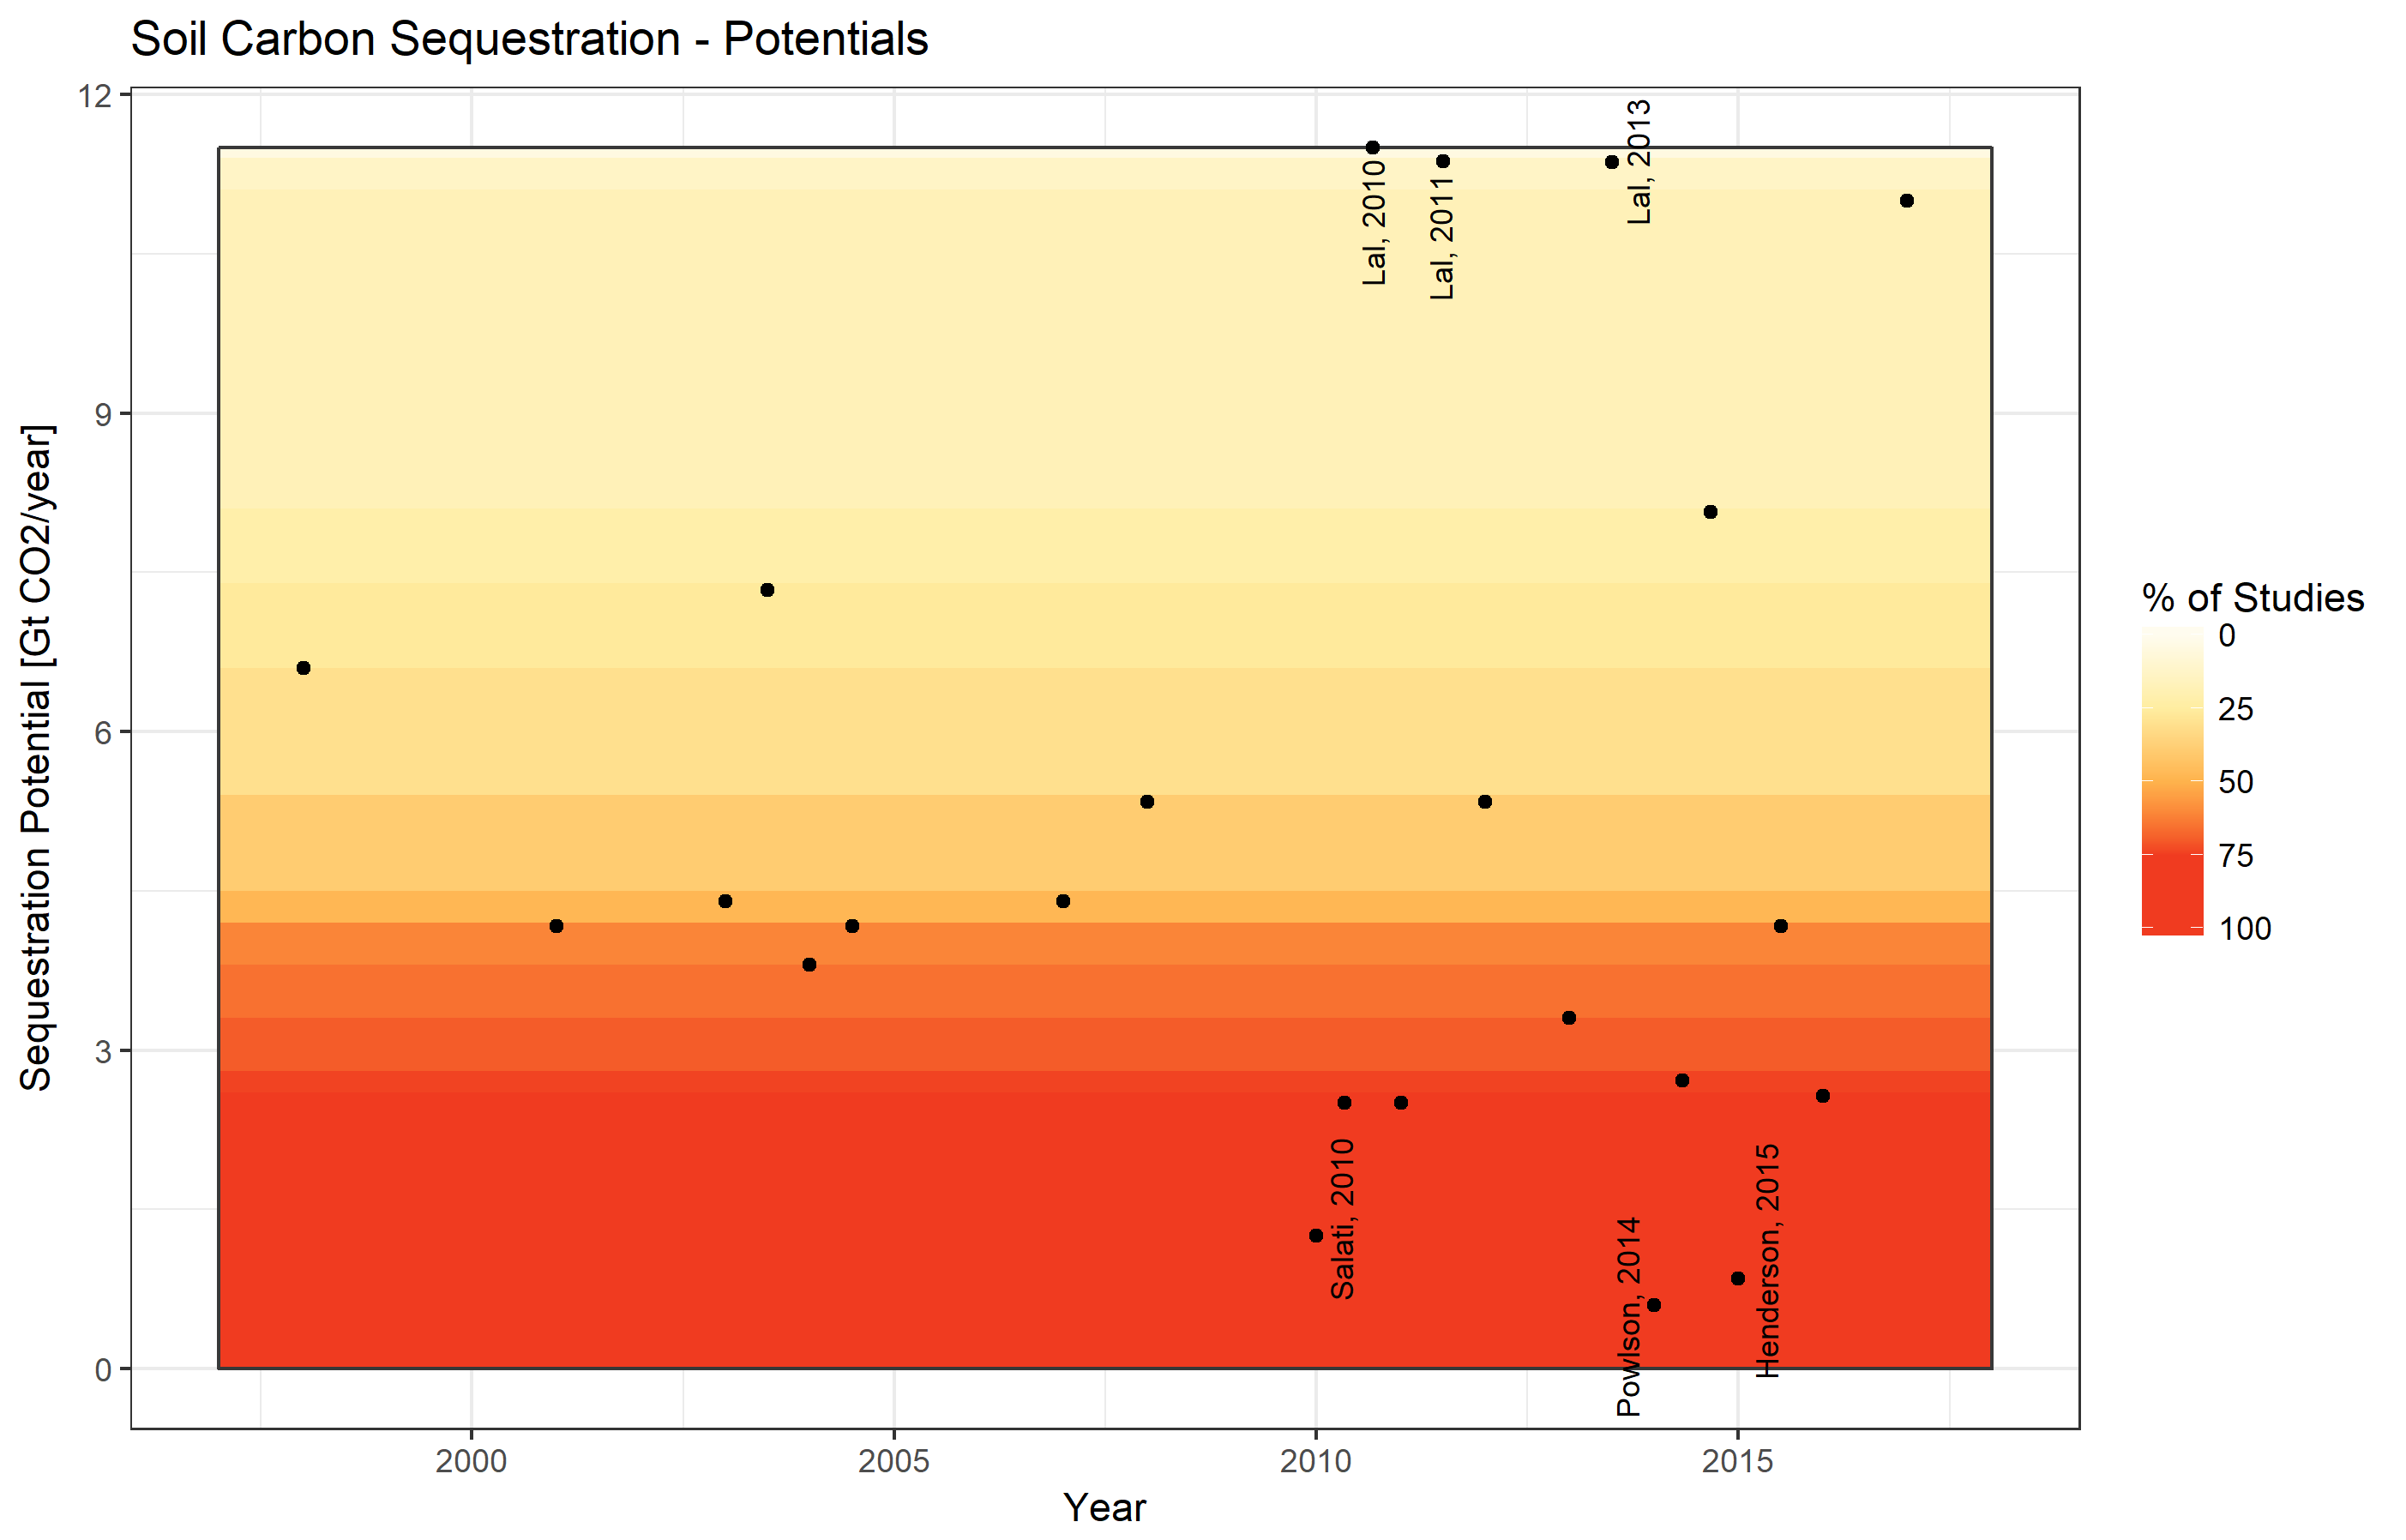 Soil Carbon Sequestration - Potentials
Sequestration Potential [Gt CO2/year]
12
9
6
3
0
Lal, 2010
Lal, 2011
Lal, 2013
Salati, 2010
Powlson, 2014
Henderson, 2015
2000
2005
2010
2015
Year
% of Studies
0
25
50
75
100